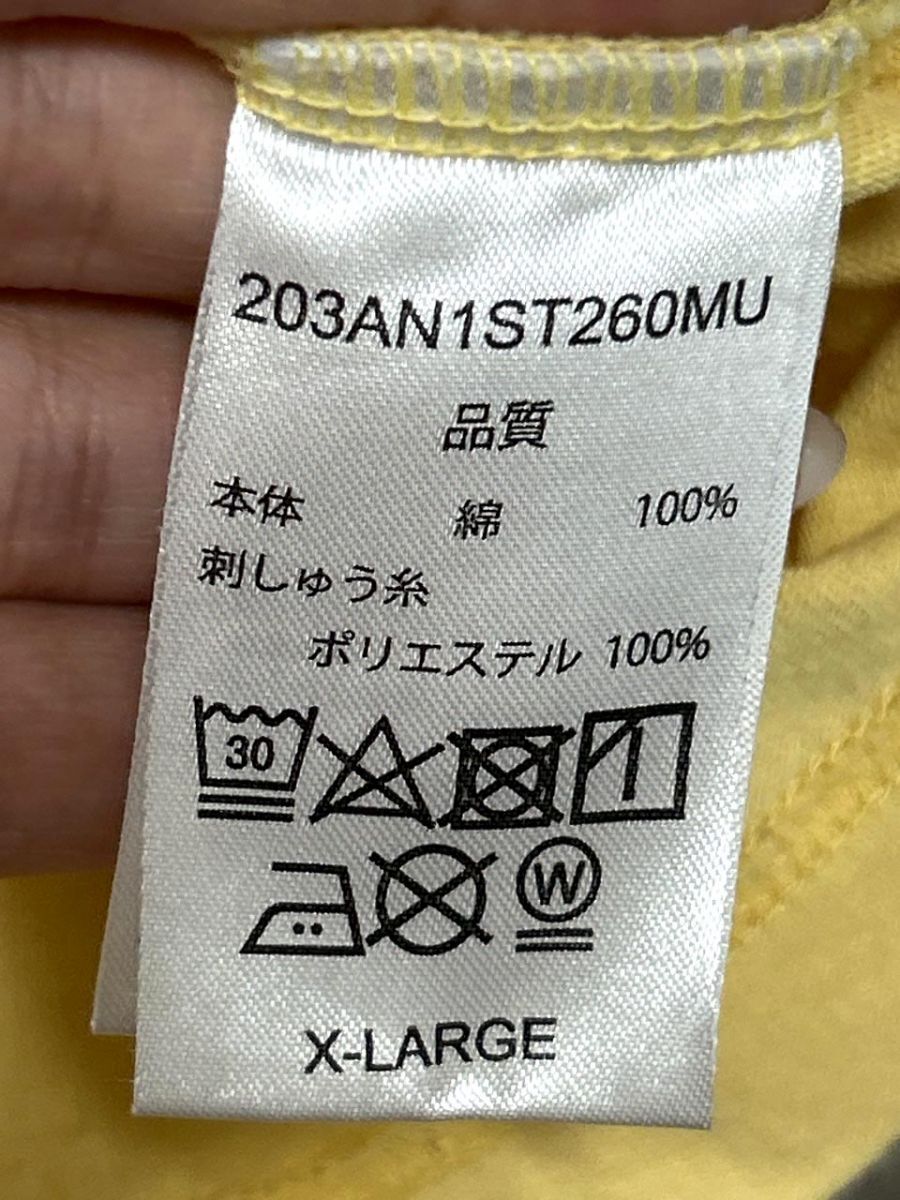 203AN1ST260MU
品質
本体 綿 100%
刺しゅう糸
ポリエステル 100%
30
W
X-LARGE